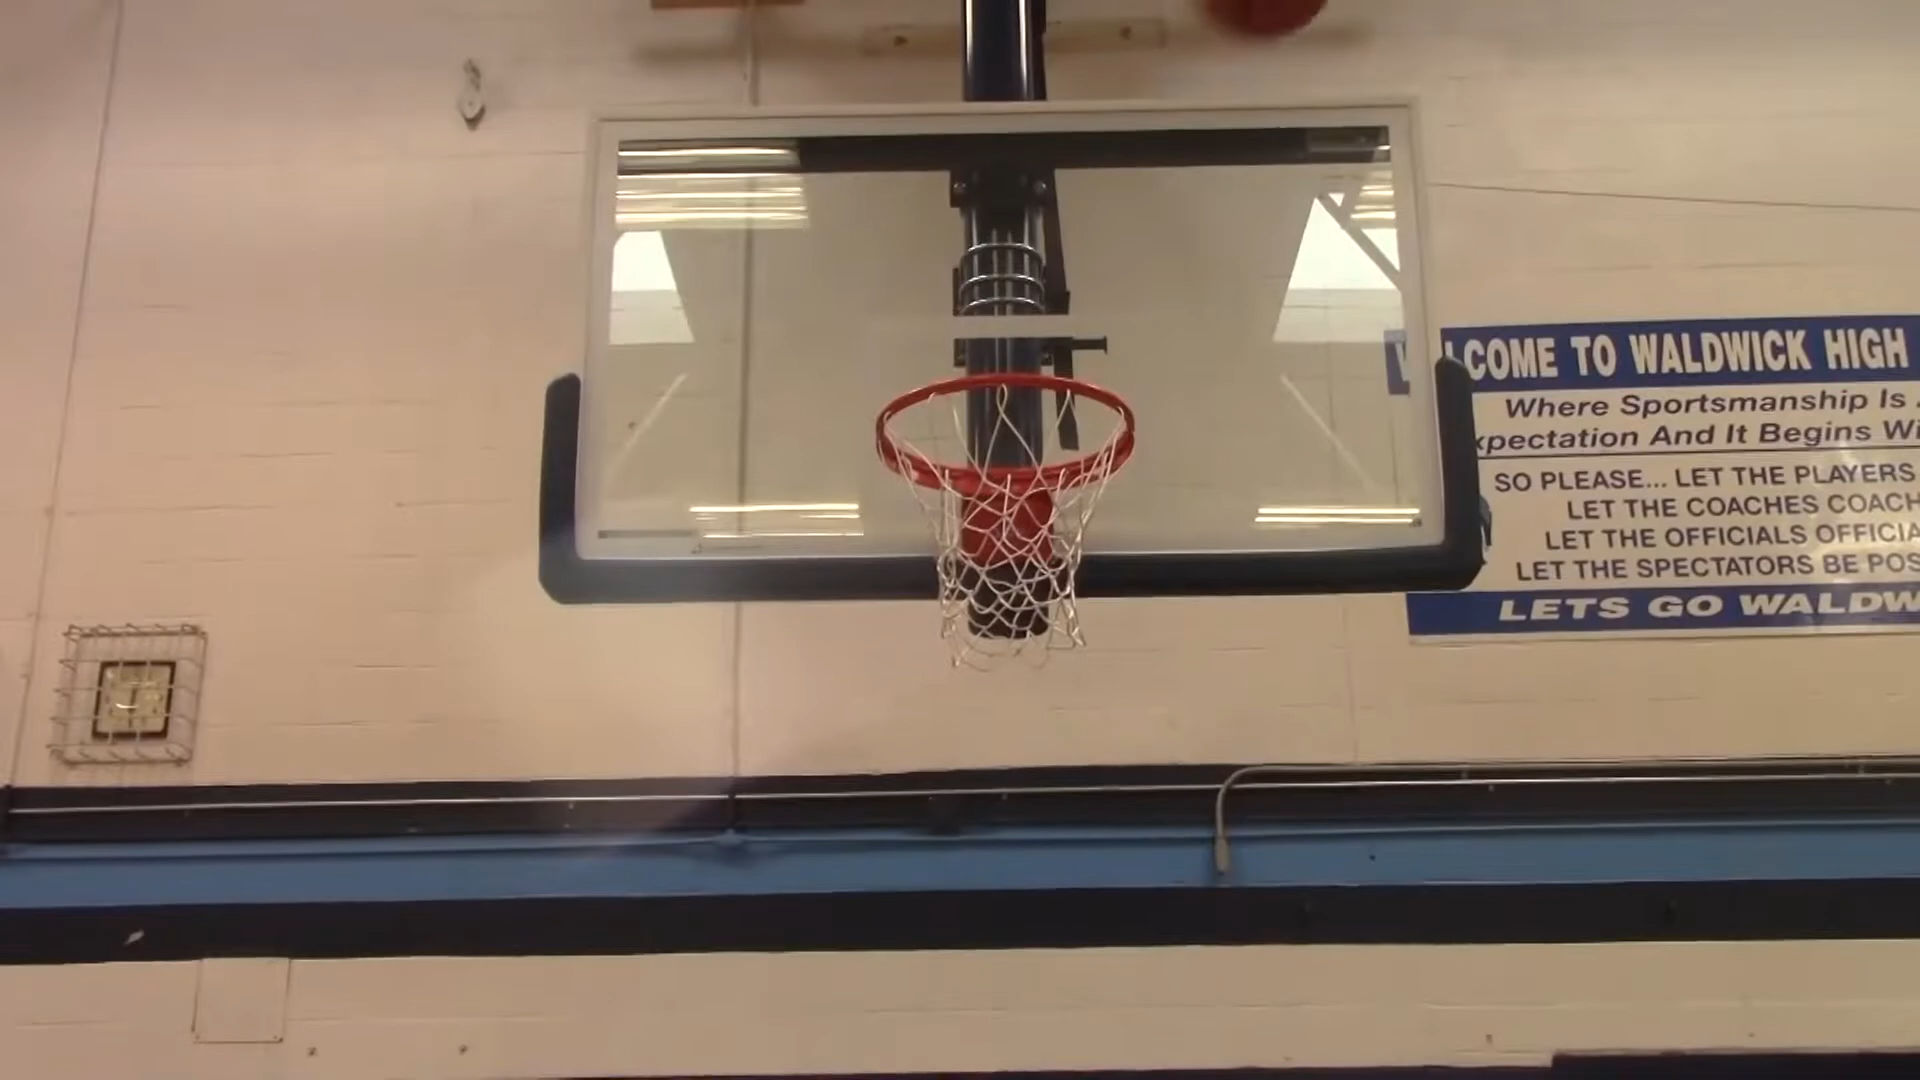 COME TO WALDWICK HIGH
Where Sportsmanship Is
xpectation And It Begins Wi
SO PLEASE... LET THE PLAYERS
LET THE COACHES COACH
LET THE OFFICIALS OFFICIA
LET THE SPECTATORS BE POS
LETS GO WALDW